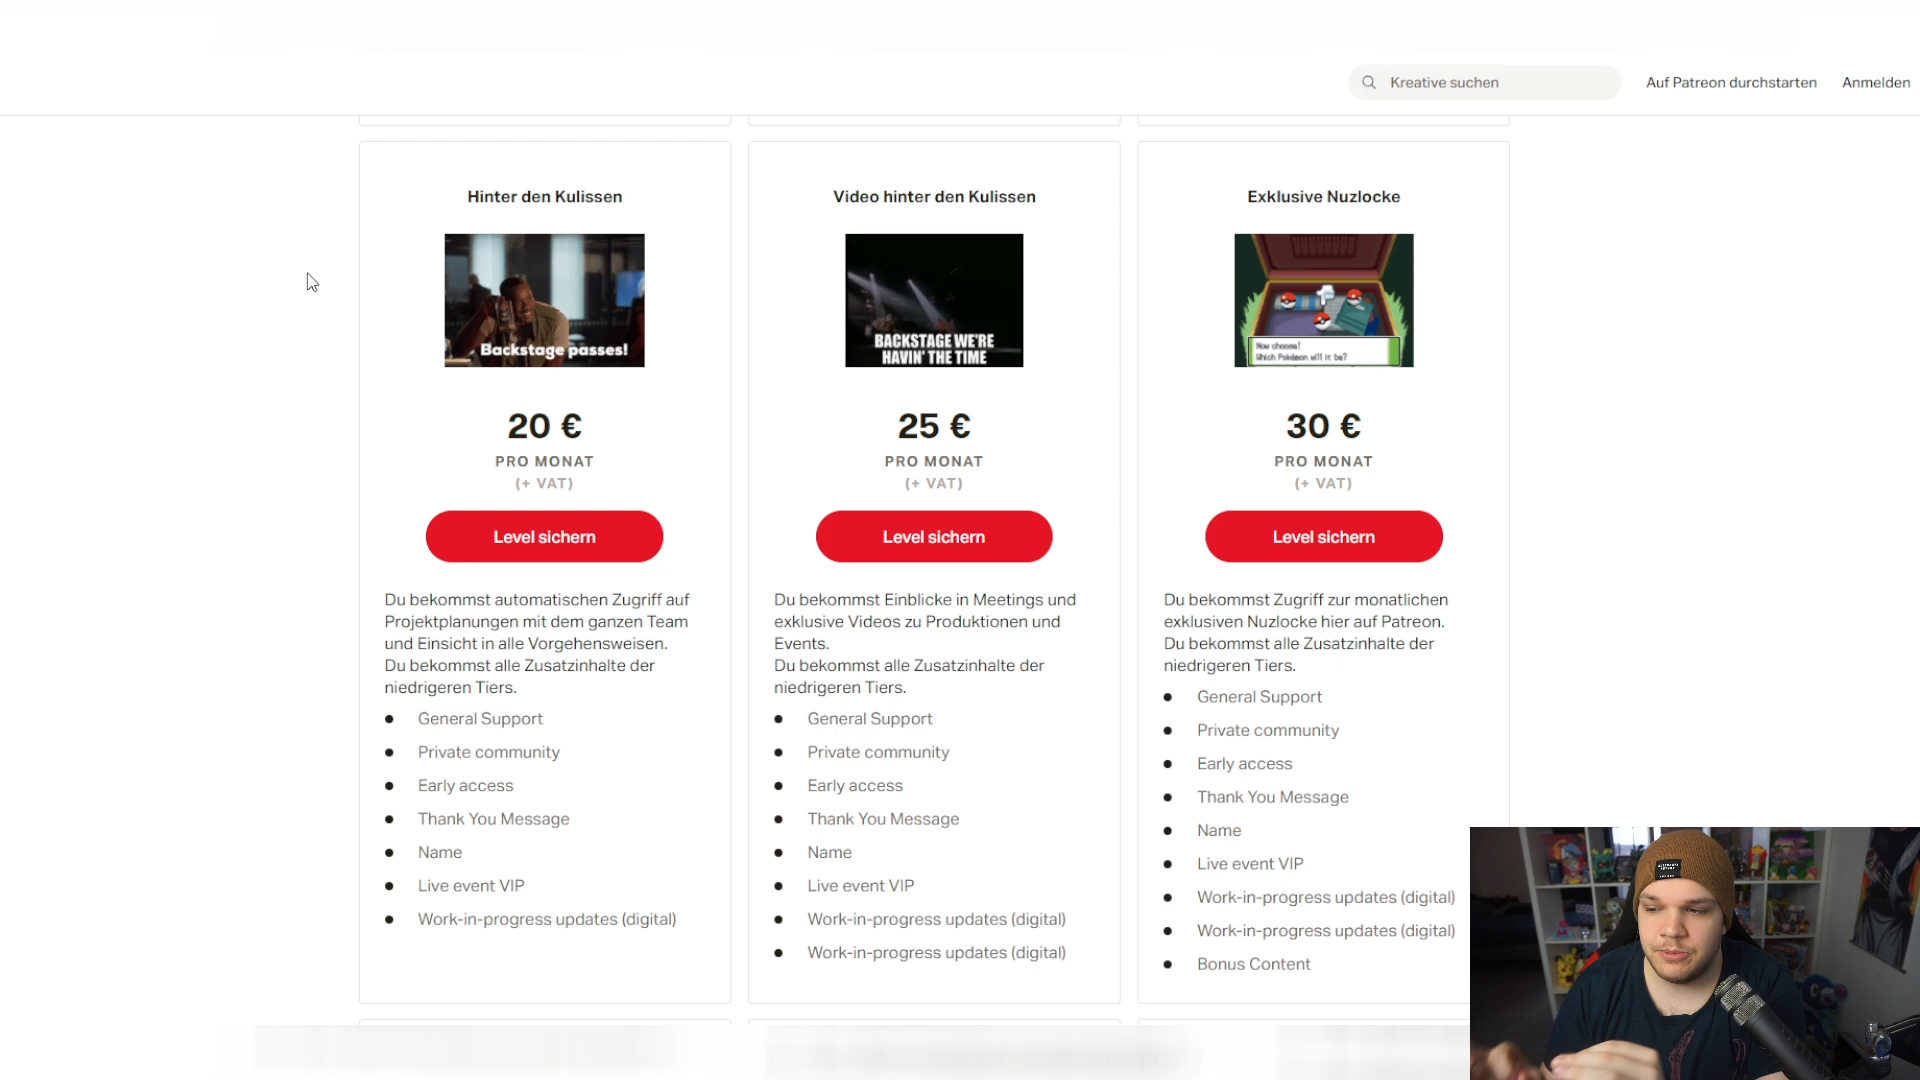 Kreative suchen
Auf Patreon durchstarten
Anmelden
Hinter den Kulissen
Backstage passes!
20 €
PRO MONAT
(+ VAT)
Level sichern
Du bekommst automatischen Zugriff auf
Projektplanungen mit dem ganzen Team
und Einsicht in alle Vorgehensweisen.
Du bekommst alle Zusatzinhalte der
niedrigeren Tiers.
General Support
Private community
Early access
Thank You Message
Name
Live event VIP
Work-in-progress updates (digital)
Video hinter den Kulissen
BACKSTAGE WE'RE
HAVIN' THE TIME
25 €
PRO MONAT
(+ VAT)
Level sichern
Du bekommst Einblicke in Meetings und
exklusive Videos zu Produktionen und
Events.
Du bekommst alle Zusatzinhalte der
niedrigeren Tiers.
General Support
Private community
Early access
Thank You Message
Name
Live event VIP
Work-in-progress updates (digital)
Work-in-progress updates (digital)
Exklusive Nuzlocke
Now choose!
Which Pokémon will it be?
30 €
PRO MONAT
(+ VAT)
Level sichern
Du bekommst Zugriff zur monatlichen
exklusiven Nuzlocke hier auf Patreon.
Du bekommst alle Zusatzinhalte der
niedrigeren Tiers.
General Support
Private community
Early access
Thank You Message
Name
Live event VIP
Work-in-progress updates (digital)
Work-in-progress updates (digital)
Bonus Content